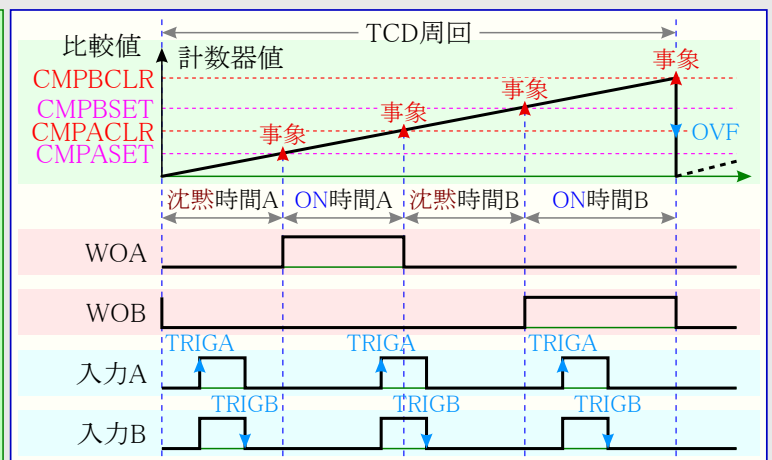 TCD周回
比較値
計数器値
CMPBCLR
事象
CMPBSET
事象
CMPACLR
事象
OVF
CMPASET
事象
沈黙時間A
ON時間A
沈黙時間B
ON時間B
WOA
WOB
TRIGA
TRIGA
TRIGA
入力A
TRIGB
TRIGB
TRIGB
入力B